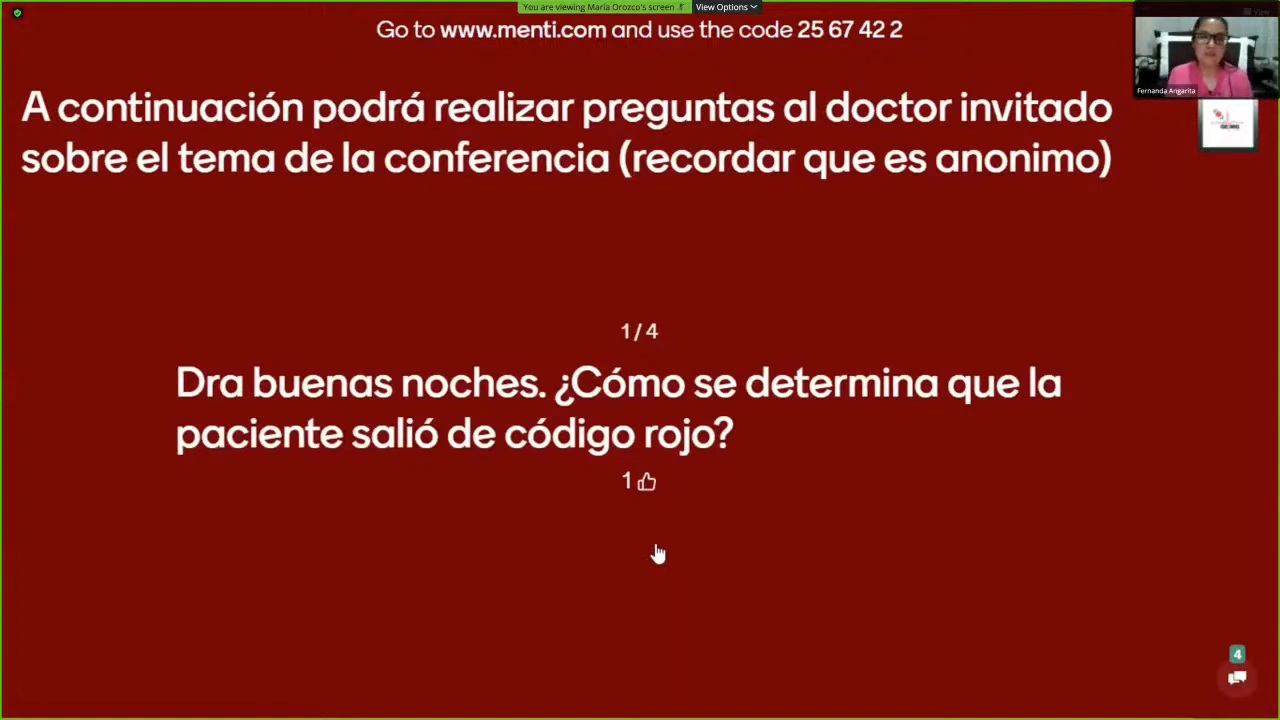 You are viewing María Orozco's screen
View Options
View
Go to www.menti.com and use the code 25 67 42 2
Fernanda Angarita
A continuación podrá realizar preguntas al doctor invitado
sobre el tema de la conferencia (recordar que es anonimo)
1 / 4
Dra buenas noches. ¿Cómo se determina que la
paciente salió de código rojo?
1
4